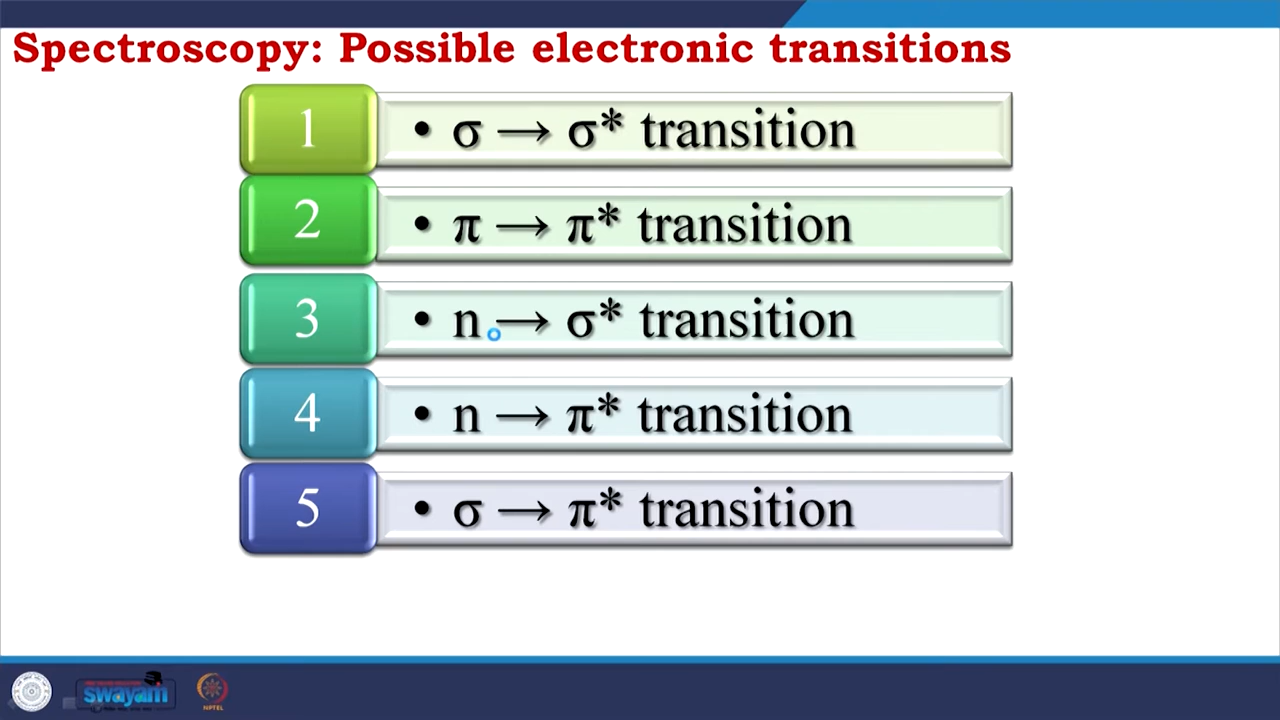 Spectroscopy: Possible electronic transitions
1
• σ → σ* transition
2
• π → π* transition
3
• n → σ* transition
4
• n → π* transition
5
• σ → π* transition
swayam
NPTEL